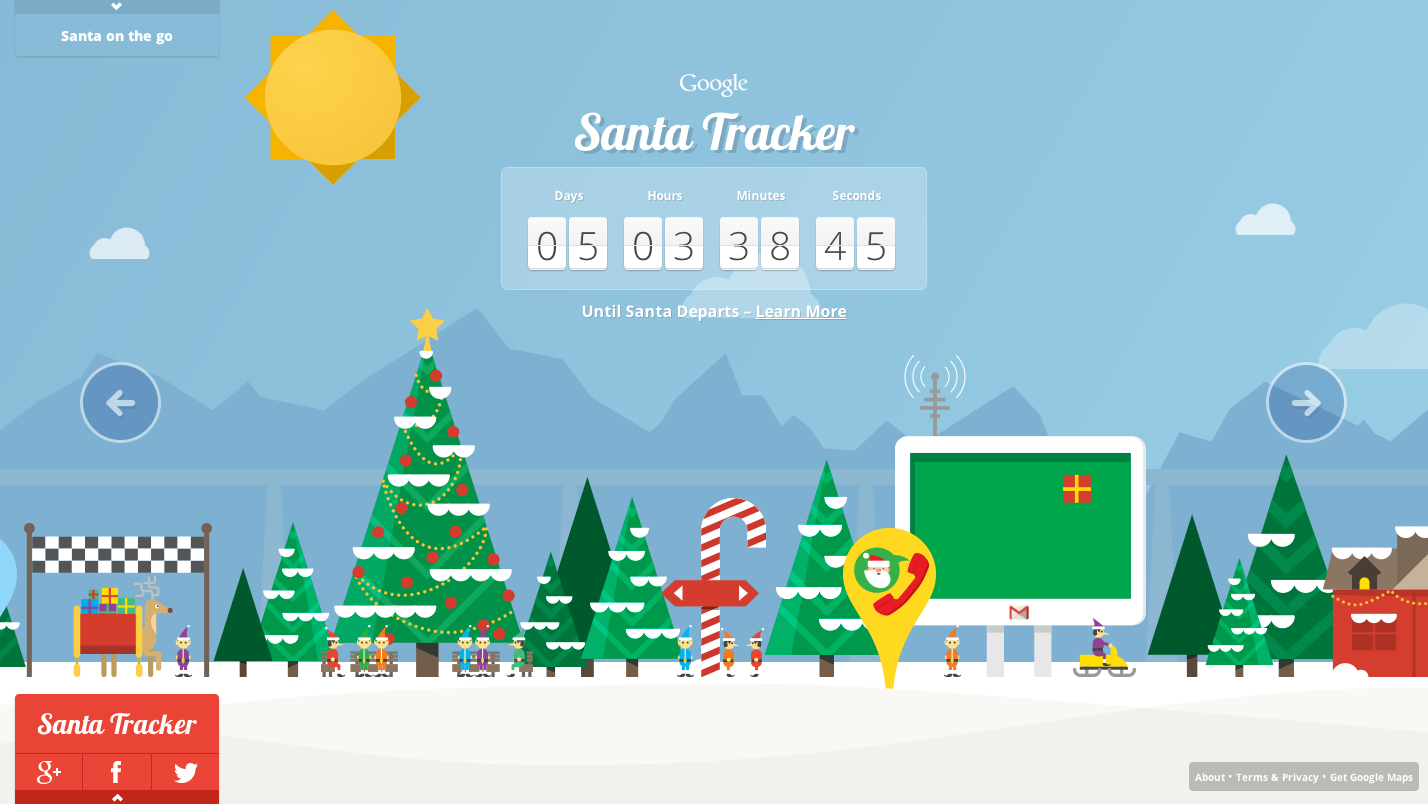 Santa on the go
Google
Santa Tracker
Days Hours Minutes Seconds
05 03 38 45
Until Santa Departs – Learn More
Santa Tracker
g+ f
About • Terms & Privacy • Get Google Maps